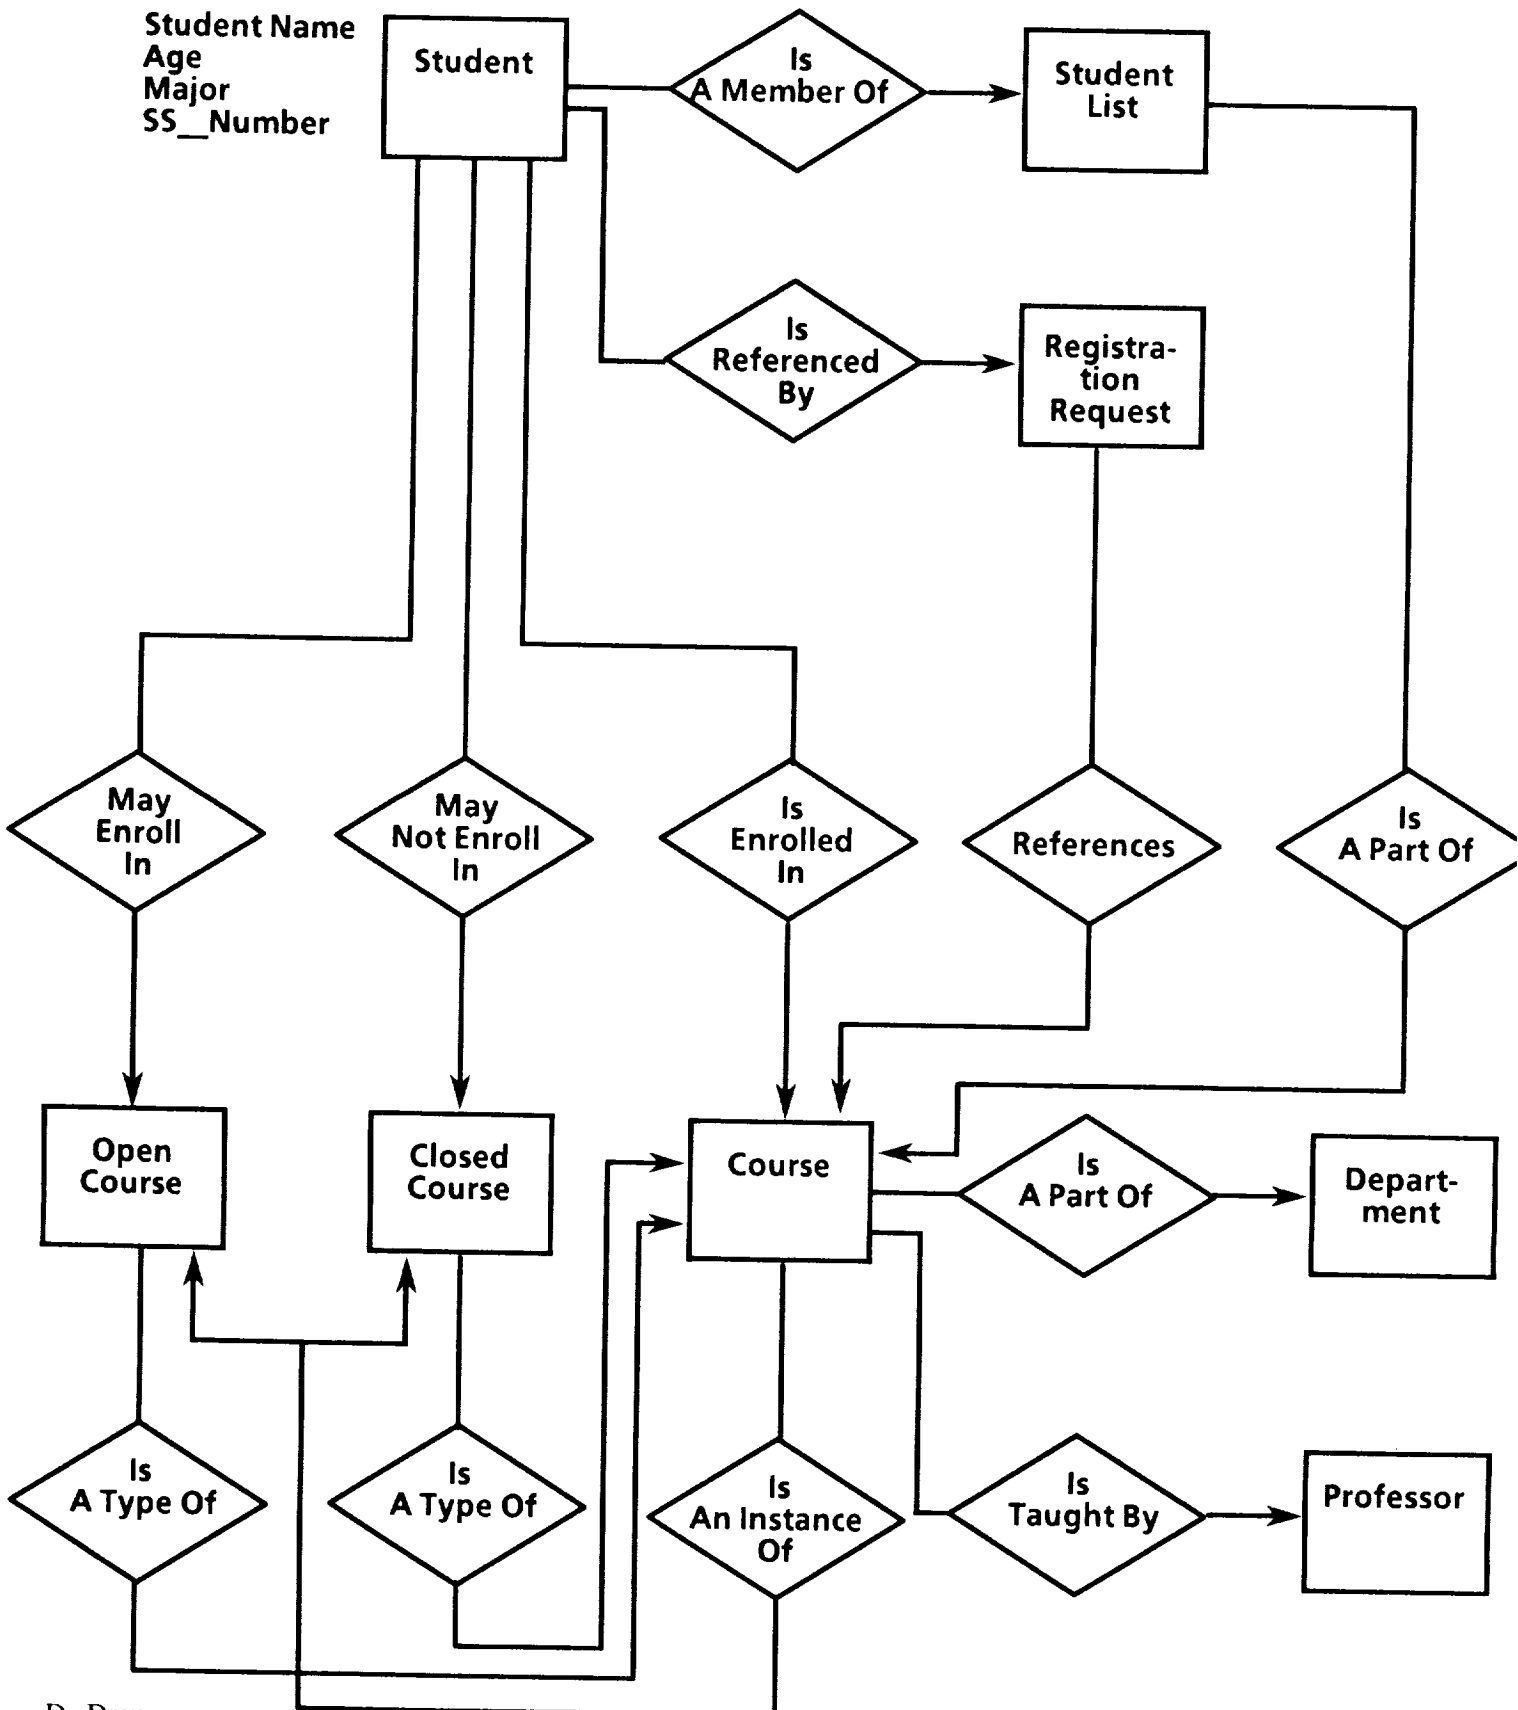 Student Name
Age
Major
SS__Number
Student
Is
A Member Of
Student
List
Is
Referenced
By
Registra-
tion
Request
May
Enroll
In
May
Not Enroll
In
Is
Enrolled
In
References
Is
A Part Of
Open
Course
Closed
Course
Course
Is
A Part Of
Depart-
ment
Is
A Type Of
Is
A Type Of
Is
An Instance
Of
Is
Taught By
Professor